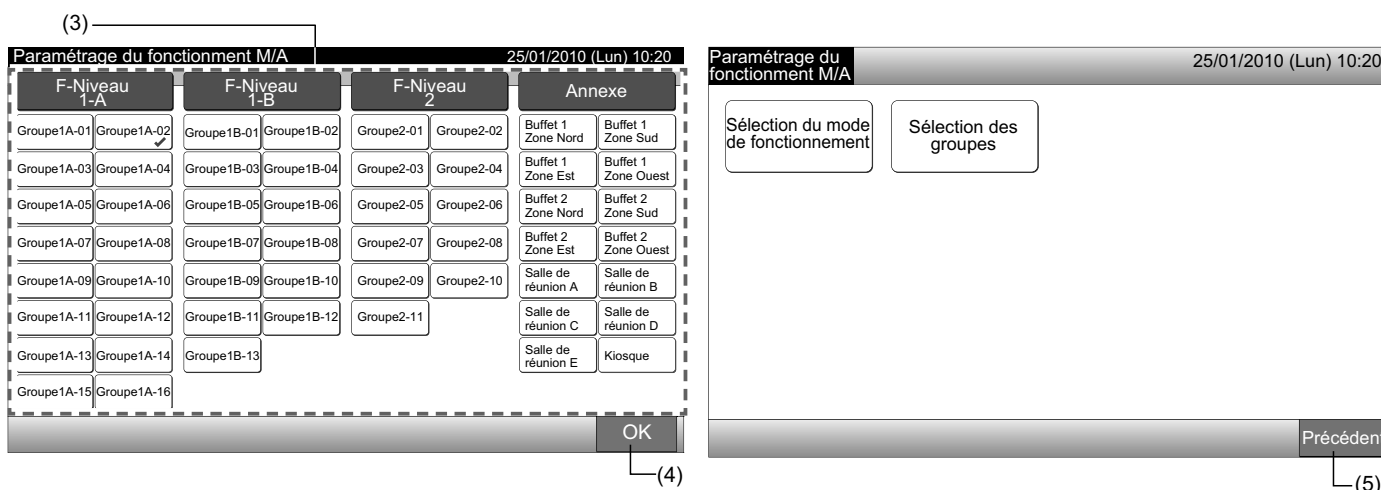 (3)
Paramétrage du fonctionment M/A 25/01/2010 (Lun) 10:20
F-Niveau
1-A
F-Niveau
1-B
F-Niveau
2
Annexe
Groupe1A-01 Groupe1A-02 Groupe1B-01 Groupe1B-02 Groupe2-01 Groupe2-02
Buffet 1
Zone Nord
Buffet 1
Zone Sud
Groupe1A-03 Groupe1A-04 Groupe1B-03 Groupe1B-04 Groupe2-03 Groupe2-04
Buffet 1
Zone Est
Buffet 1
Zone Ouest
Groupe1A-05 Groupe1A-06 Groupe1B-05 Groupe1B-06 Groupe2-05 Groupe2-06
Buffet 2
Zone Nord
Buffet 2
Zone Sud
Groupe1A-07 Groupe1A-08 Groupe1B-07 Groupe1B-08 Groupe2-07 Groupe2-08
Buffet 2
Zone Est
Buffet 2
Zone Ouest
Groupe1A-09 Groupe1A-10 Groupe1B-09 Groupe1B-10 Groupe2-09 Groupe2-10
Salle de
réunion A
Salle de
réunion B
Groupe1A-11 Groupe1A-12 Groupe1B-11 Groupe1B-12 Groupe2-11
Salle de
réunion C
Salle de
réunion D
Groupe1A-13 Groupe1A-14 Groupe1B-13
Salle de
réunion E
Kiosque
Groupe1A-15 Groupe1A-16
OK
(4)
Paramétrage du
fonctionment M/A
25/01/2010 (Lun) 10:20
Sélection du mode
de fonctionnement
Sélection des
groupes
Précédent
(5)